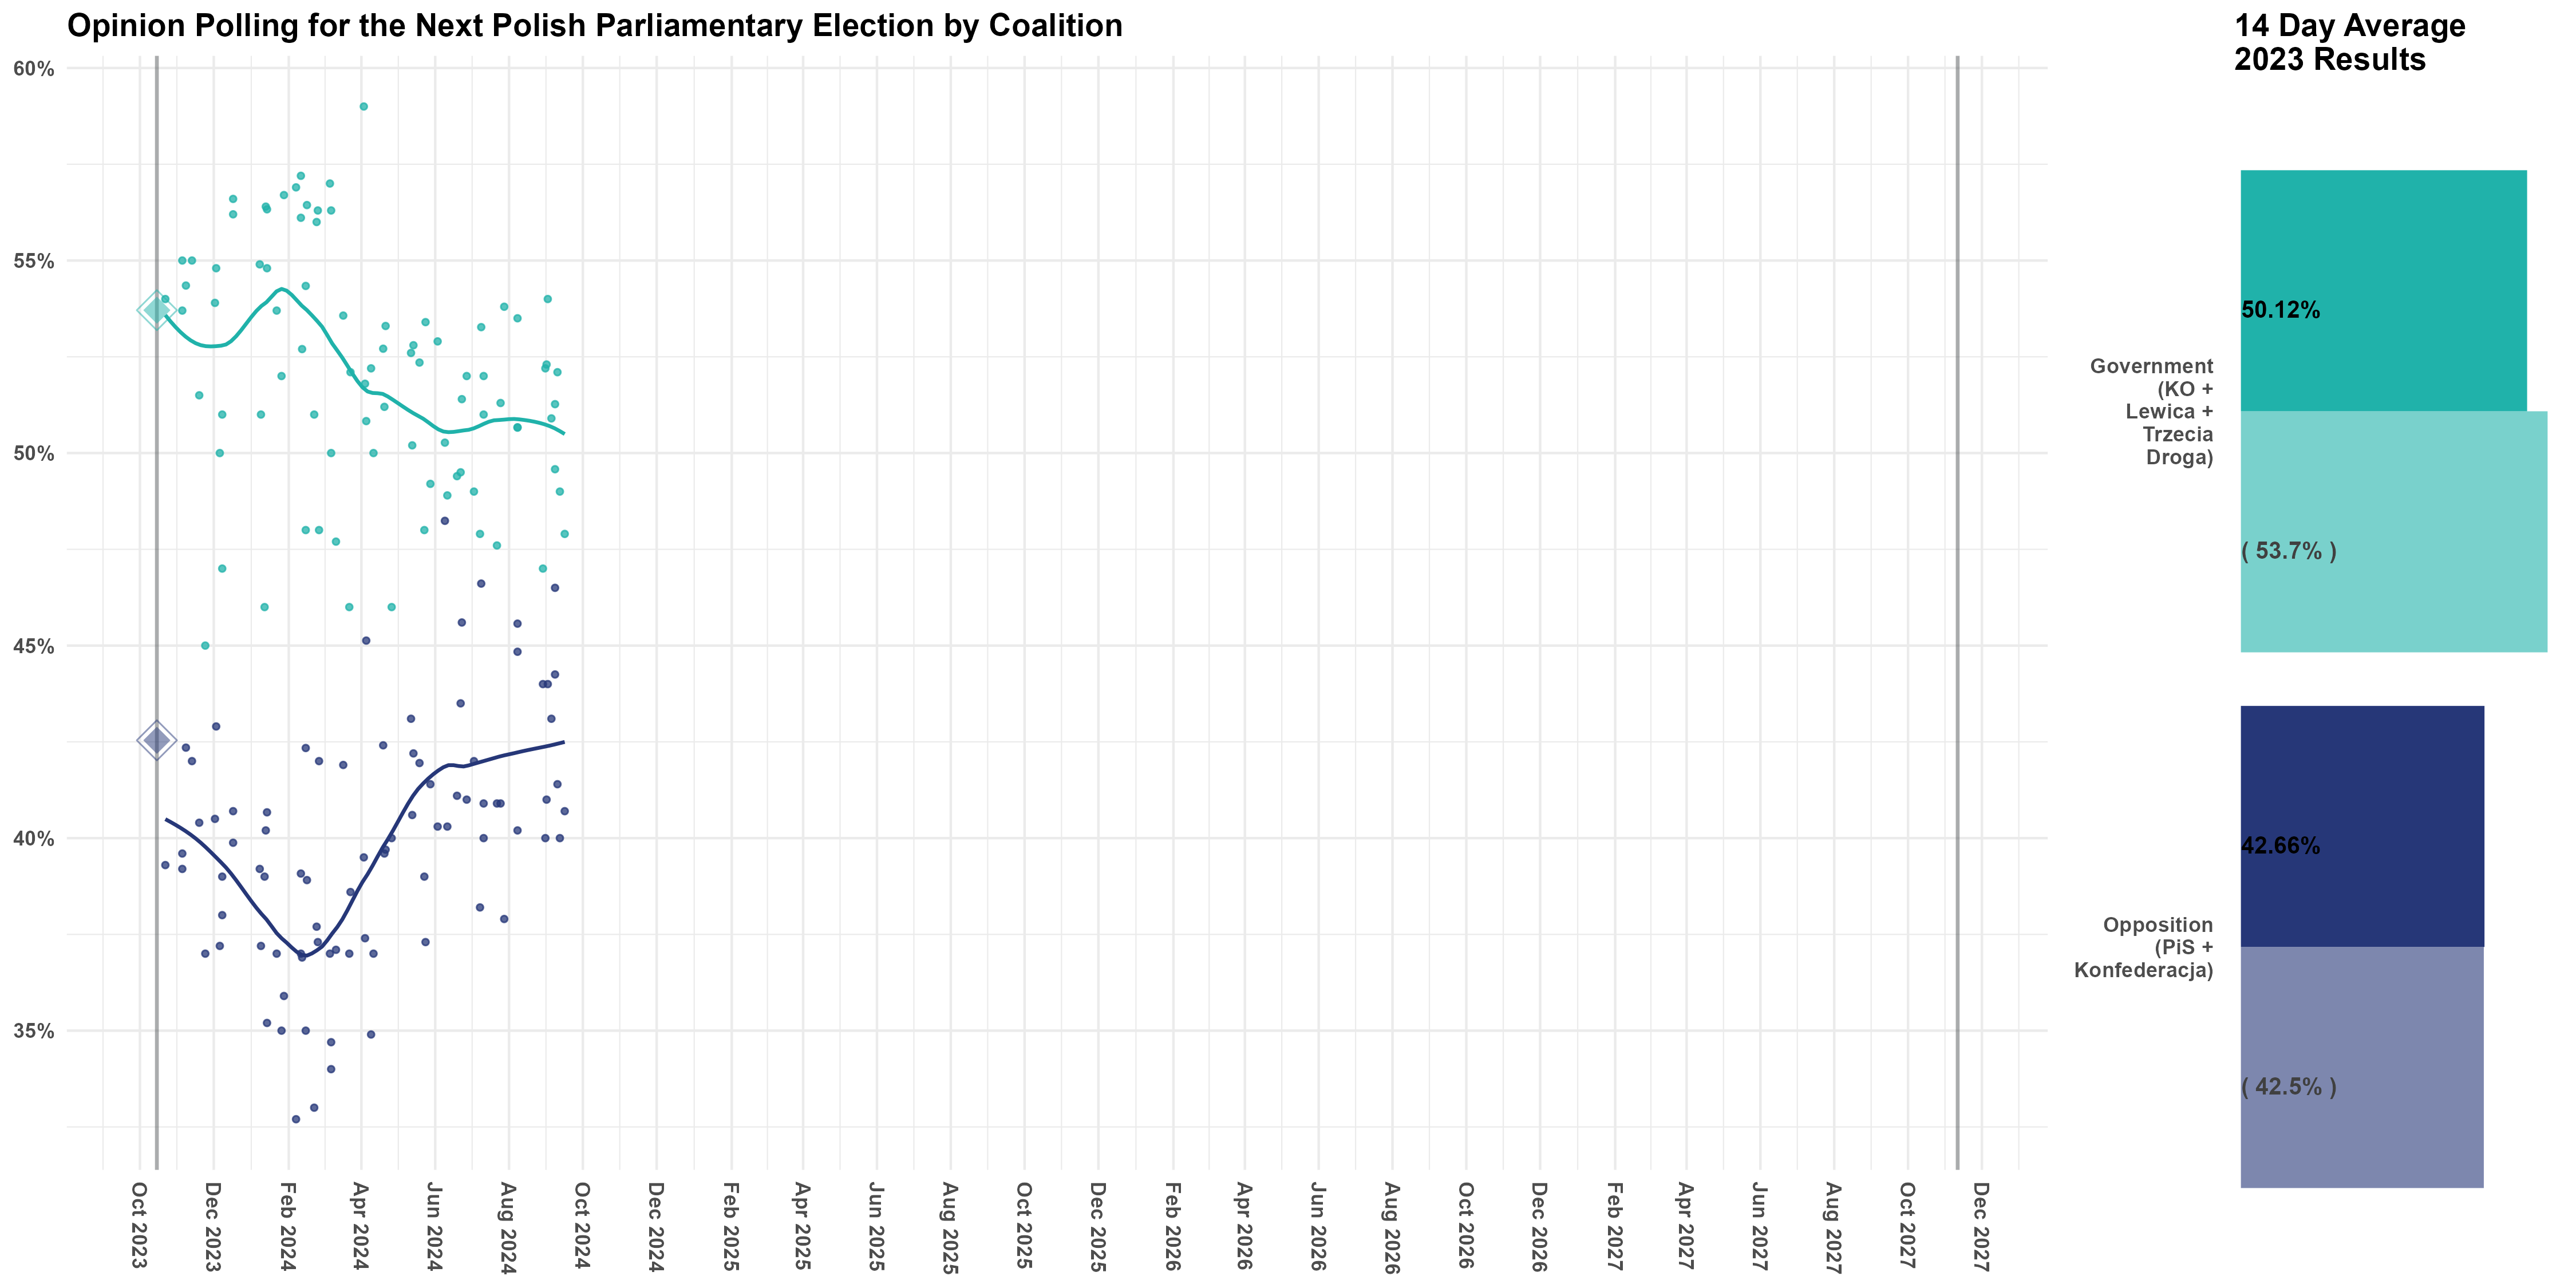 Opinion Polling for the Next Polish Parliamentary Election by Coalition
14 Day Average
2023 Results
60%
55%
50%
45%
40%
35%
Oct 2023
Dec 2023
Feb 2024
Apr 2024
Jun 2024
Aug 2024
Oct 2024
Dec 2024
Feb 2025
Apr 2025
Jun 2025
Aug 2025
Oct 2025
Dec 2025
Feb 2026
Apr 2026
Jun 2026
Aug 2026
Oct 2026
Dec 2026
Feb 2027
Apr 2027
Jun 2027
Aug 2027
Oct 2027
Dec 2027
Government
(KO +
Lewica +
Trzecia
Droga)
50.12%
( 53.7% )
Opposition
(PiS +
Konfederacja)
42.66%
( 42.5% )